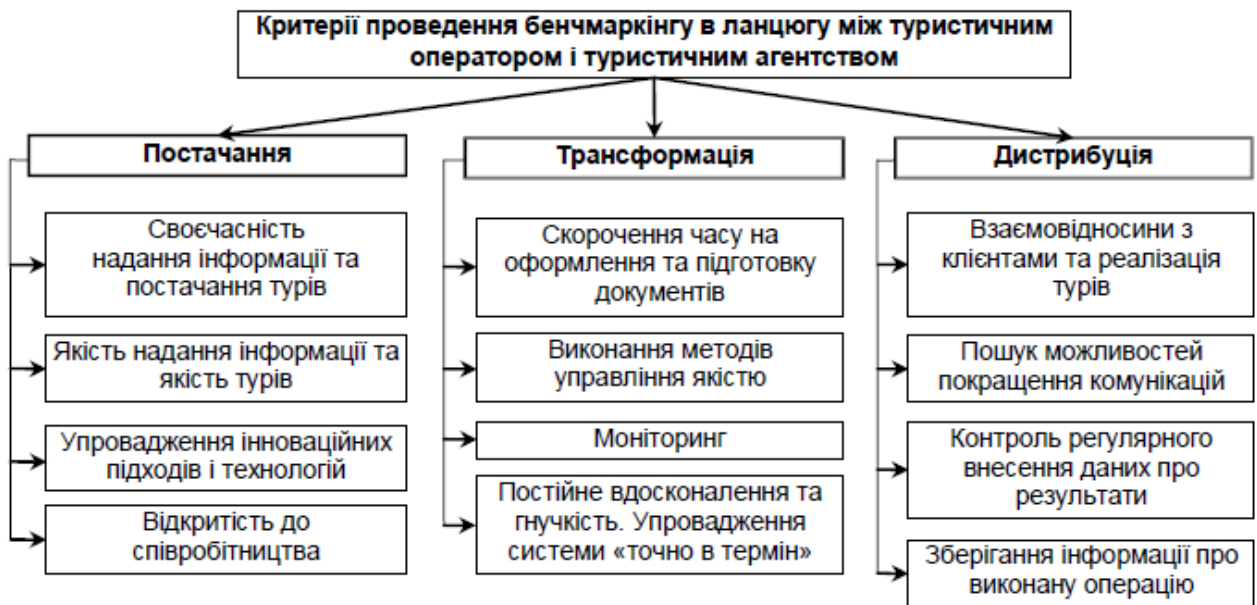 Критерії проведення бенчмаркінгу в ланцюгу між туристичним
оператором і туристичним агентством
Постачання
Своєчасність
надання інформації та
постачання турів
Якість надання інформації та
якість турів
Упровадження інноваційних
підходів і технологій
Відкритість до
співробітництва
Трансформація
Скорочення часу на
оформлення та підготовку
документів
Виконання методів
управління якістю
Моніторинг
Постійне вдосконалення та
гнучкість. Упровадження
системи «точно в термін»
Дистрибуція
Взаємовідносини з
клієнтами та реалізація
турів
Пошук можливостей
покращення комунікацій
Контроль регулярного
внесення даних про
результати
Зберігання інформації про
виконану операцію